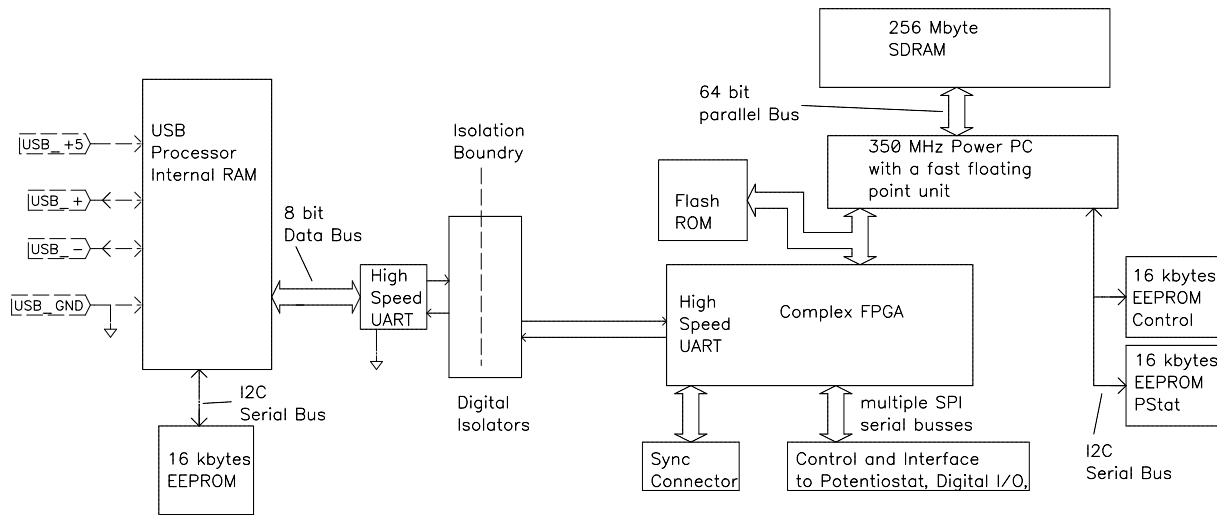 256 Mbyte
SDRAM
64 bit
parallel Bus
USB
Processor
Internal RAM
USB_+5
USB_+
USB_-
USB_GND
Isolation
Boundry
350 MHz Power PC
with a fast floating
point unit
Flash
ROM
8 bit
Data Bus
High
Speed
UART
High
Speed
UART
Complex FPGA
16 kbytes
EEPROM
Control
16 kbytes
EEPROM
PStat
I2C
Serial Bus
Digital
Isolators
multiple SPI
serial busses
16 kbytes
EEPROM
Sync
Connector
Control and Interface
to Potentiostat, Digital I/O,
I2C
Serial Bus